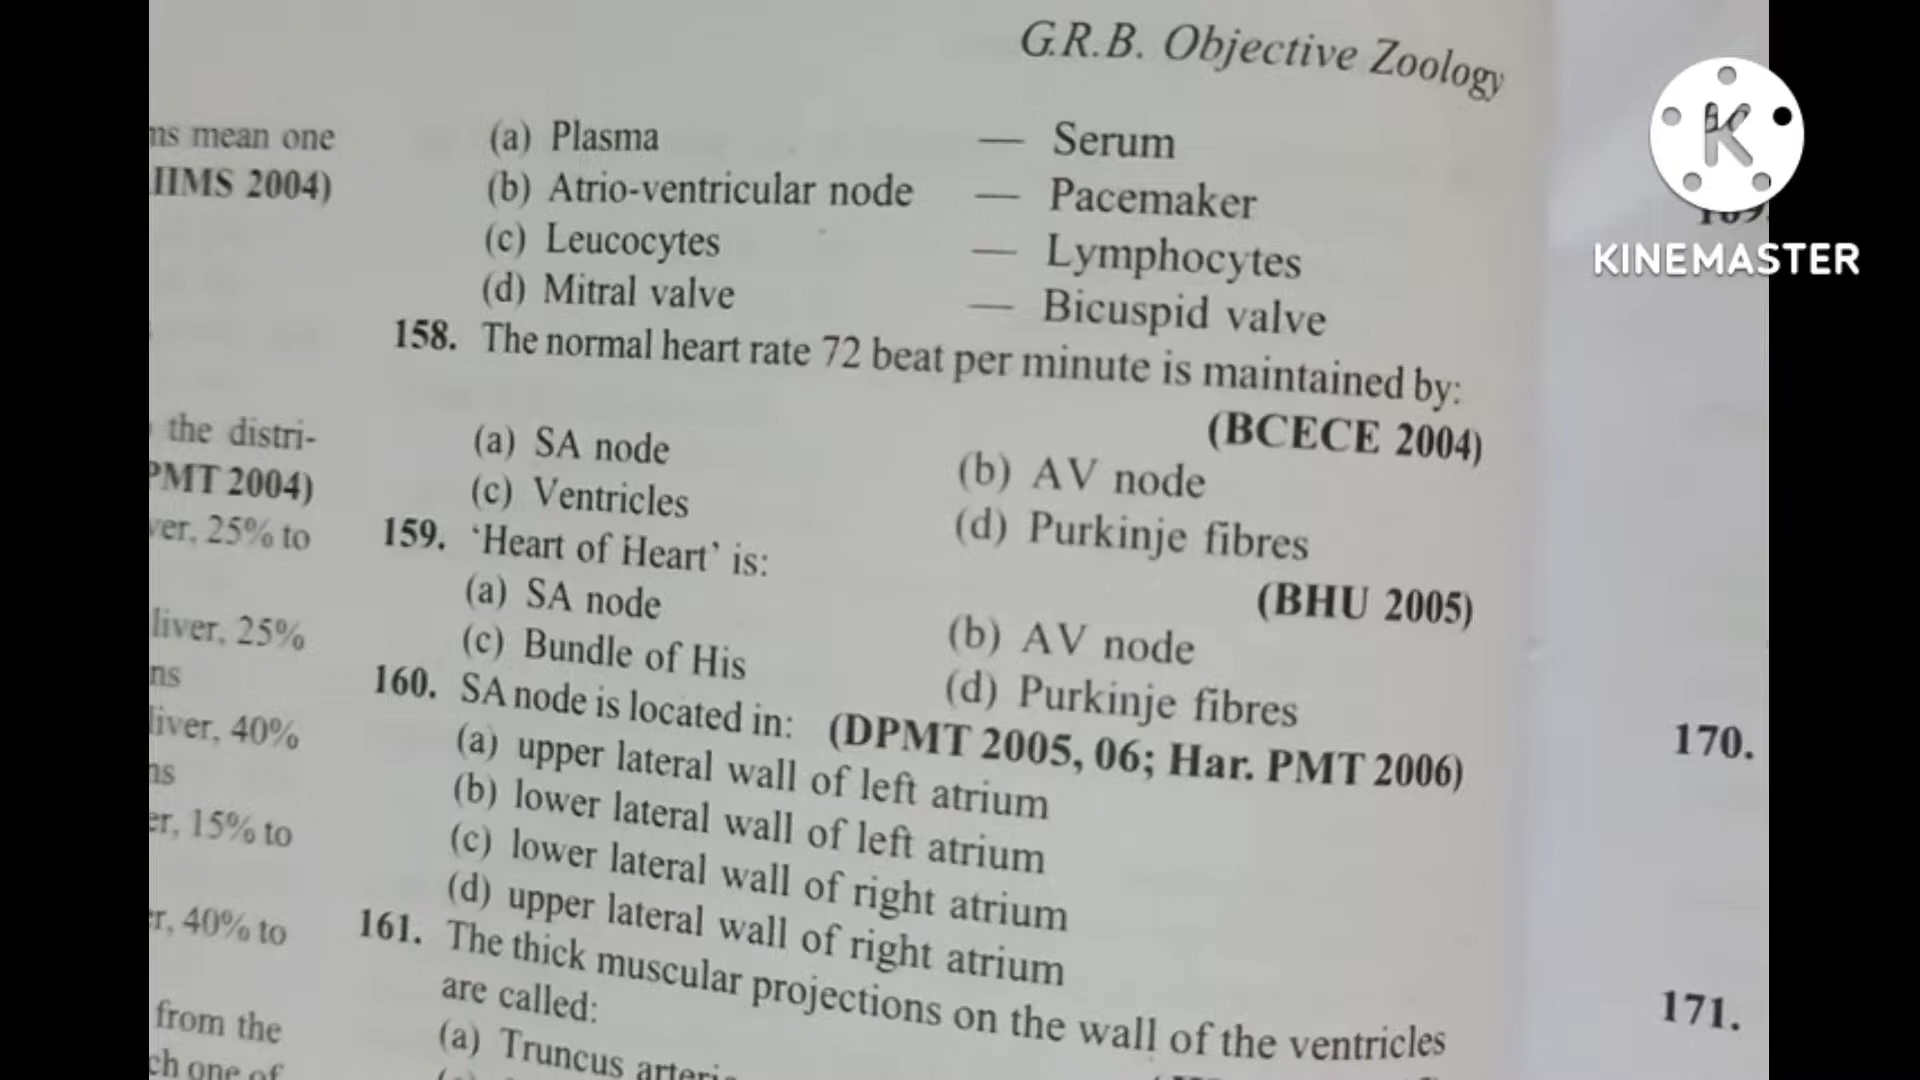 G.R.B. Objective Zoology
ns mean one
IIMS 2004)
the distri-
PMT 2004)
ver, 25% to
liver, 25%
ns
liver, 40%
ns
er, 15% to
er, 40% to
from the
ch one of
(a) Plasma — Serum
(b) Atrio-ventricular node — Pacemaker
(c) Leucocytes — Lymphocytes
(d) Mitral valve — Bicuspid valve
158. The normal heart rate 72 beat per minute is maintained by:
(BCECE 2004)
(a) SA node (b) AV node
(c) Ventricles (d) Purkinje fibres
159. ‘Heart of Heart’ is: (BHU 2005)
(a) SA node (b) AV node
(c) Bundle of His (d) Purkinje fibres
160. SA node is located in: (DPMT 2005, 06; Har. PMT 2006)
(a) upper lateral wall of left atrium
(b) lower lateral wall of left atrium
(c) lower lateral wall of right atrium
(d) upper lateral wall of right atrium
161. The thick muscular projections on the wall of the ventricles
are called:
(a) Truncus
169.
170.
171.
KINEMASTER